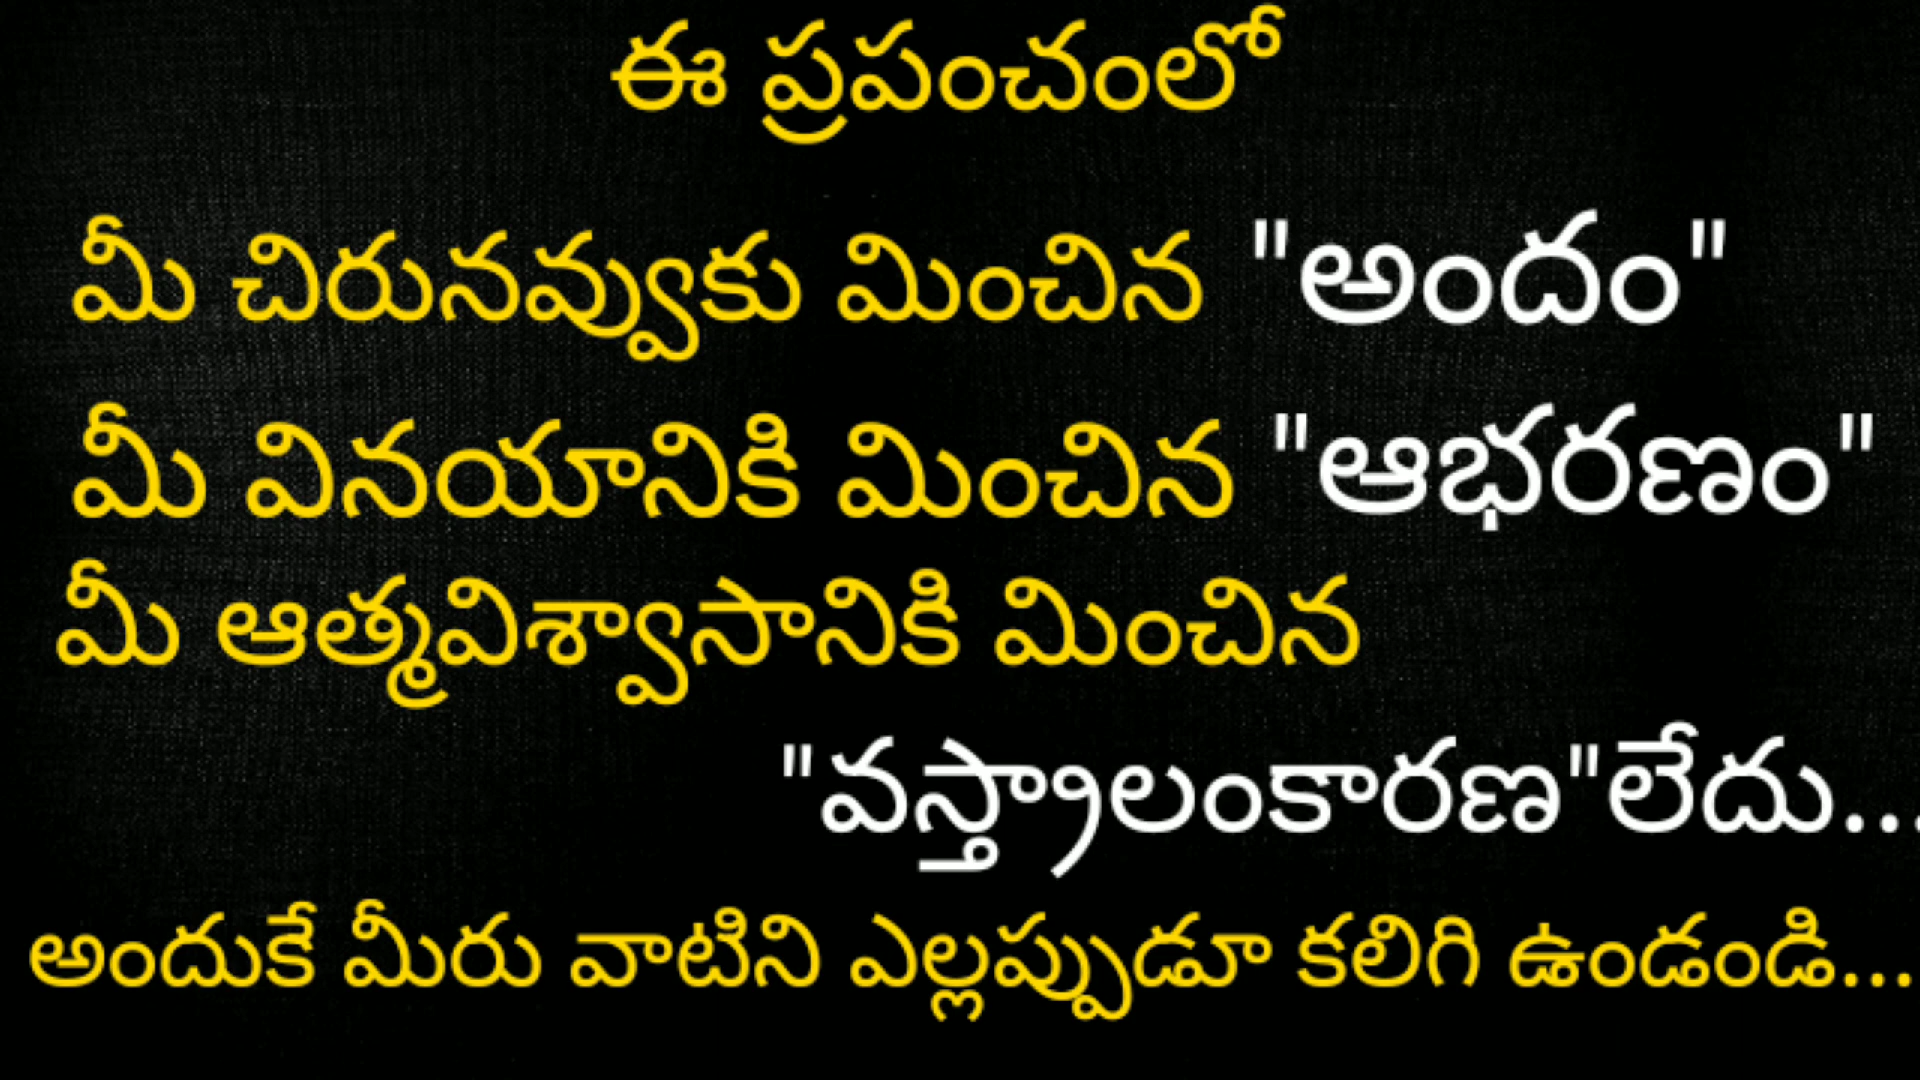 ఈ ప్రపంచంలో
మీ చిరునవ్వుకు మించిన "అందం"
మీ వినయానికి మించిన "ఆభరణం"
మీ ఆత్మవిశ్వాసానికి మించిన
"వస్త్రాలంకారణ"లేదు...
అందుకే మీరు వాటిని ఎల్లప్పుడూ కలిగి ఉండండి...